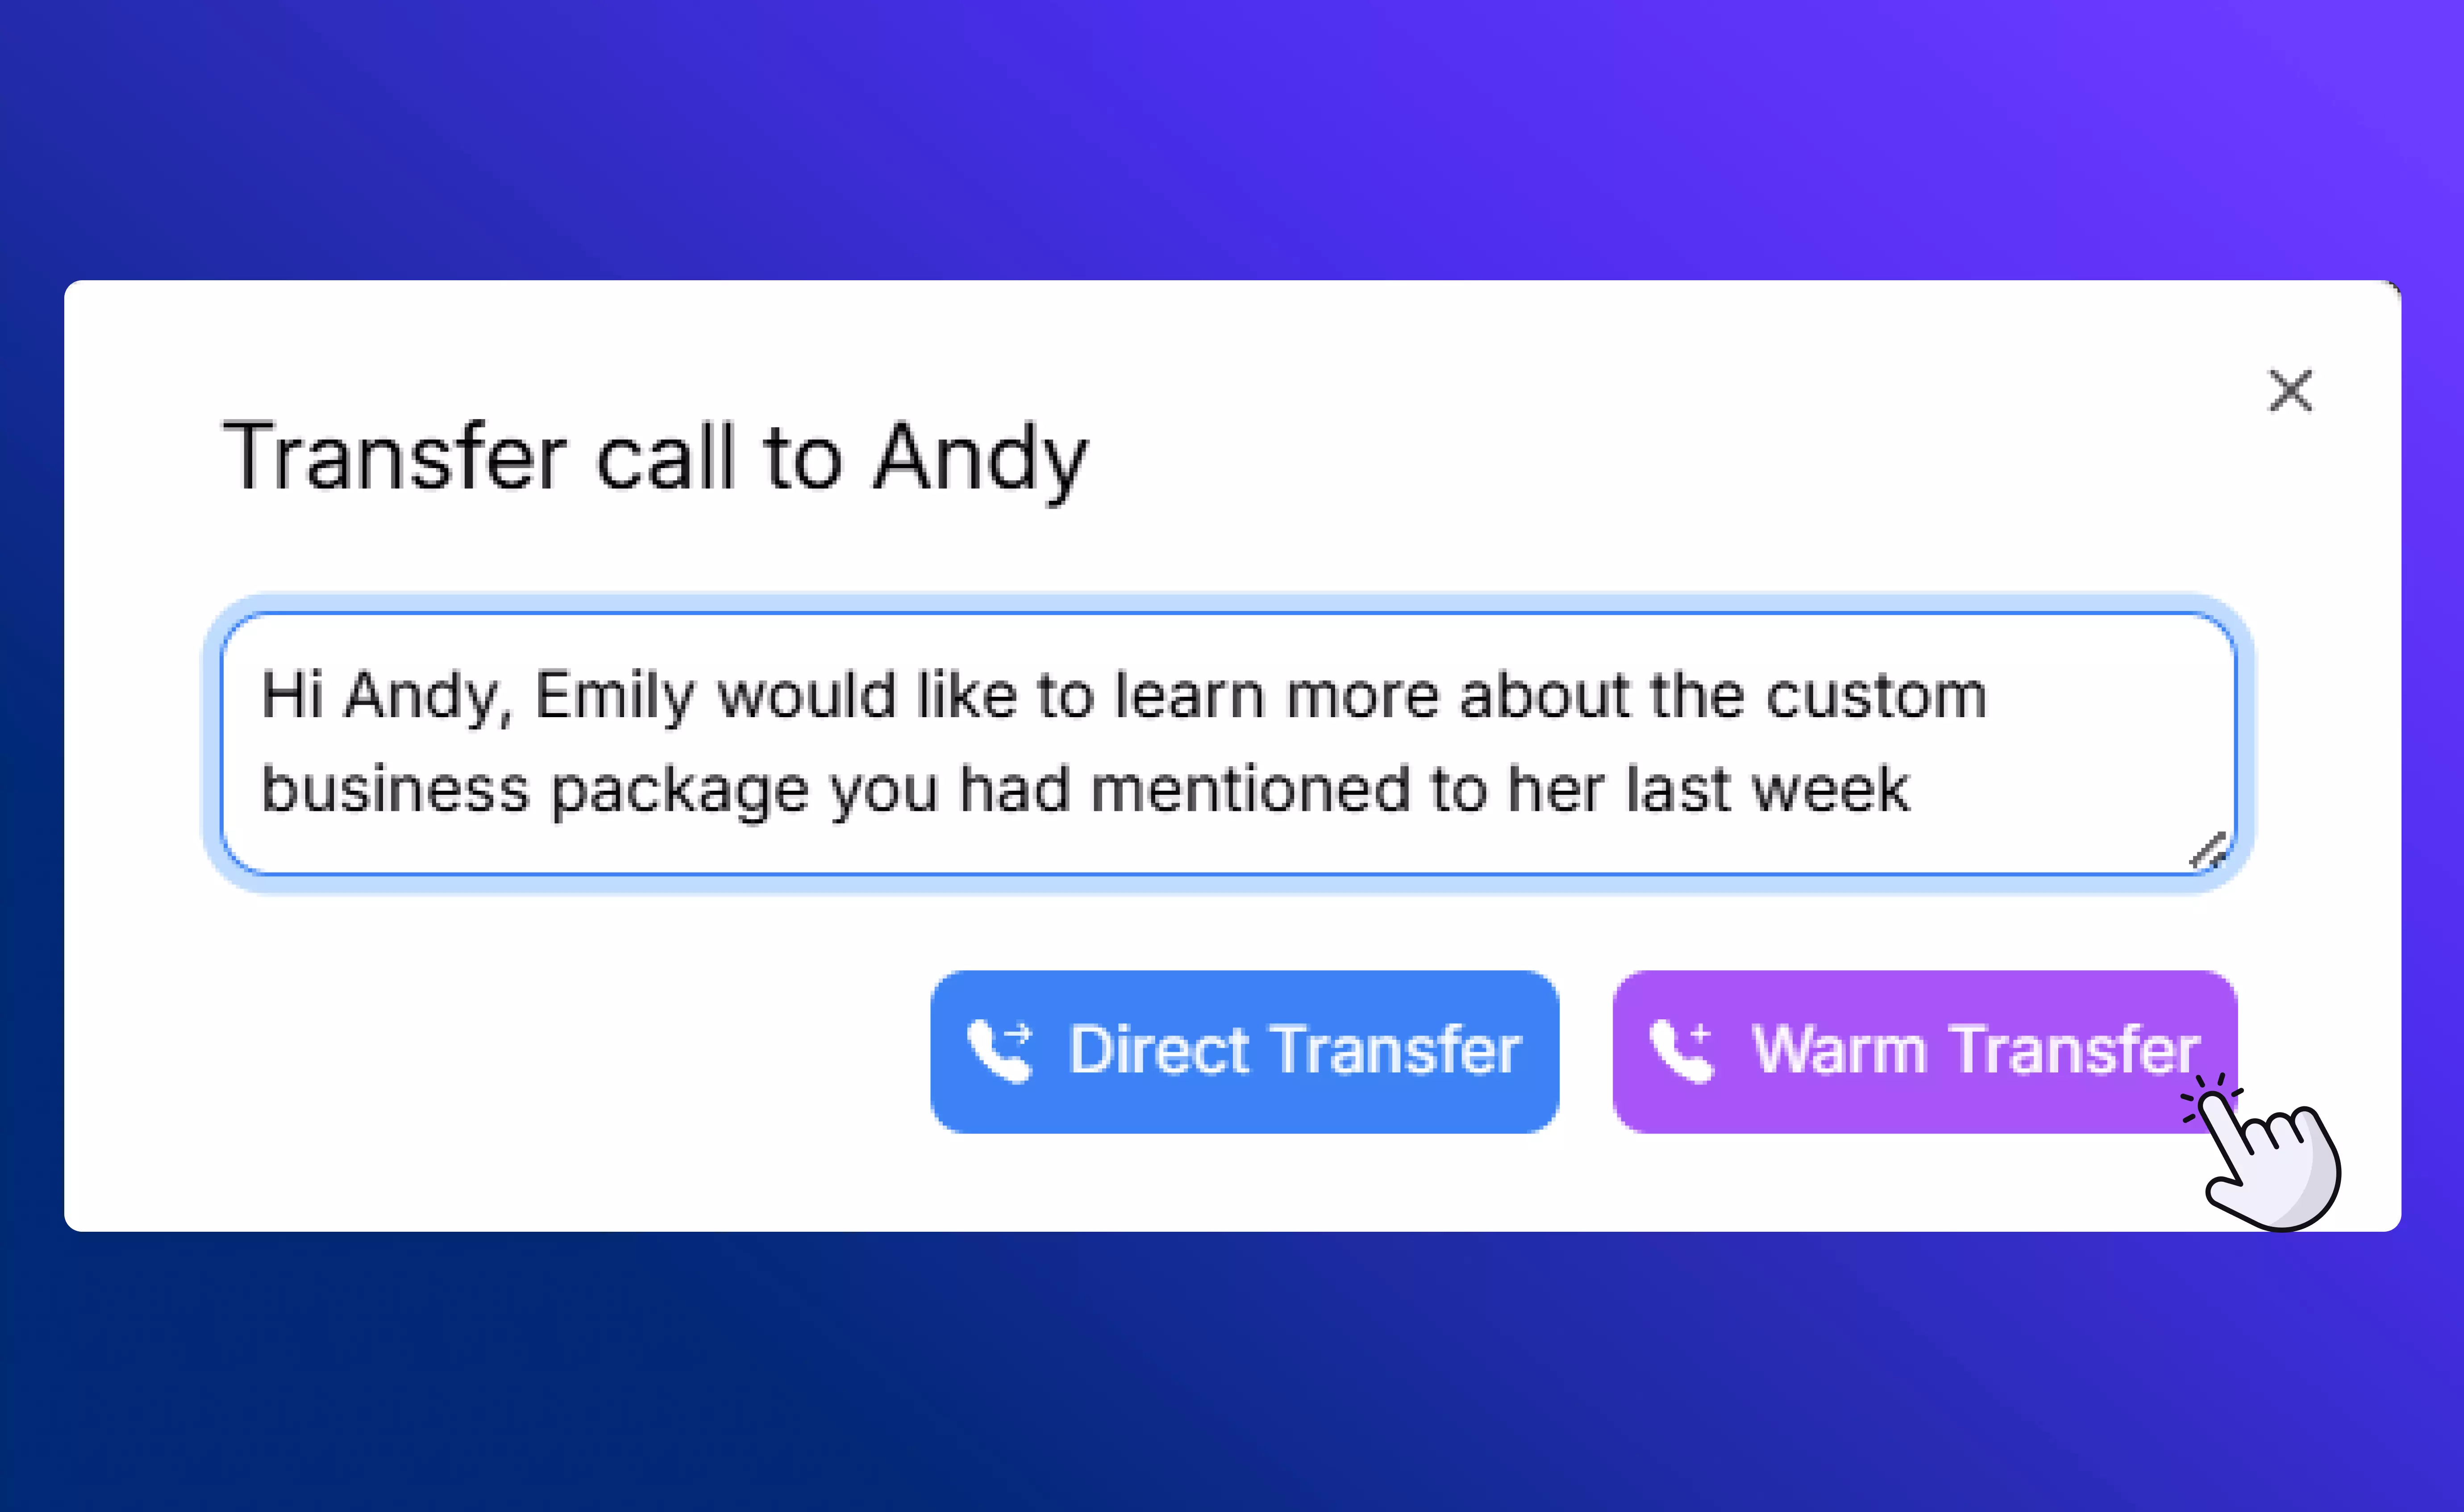 Transfer call to Andy
Hi Andy, Emily would like to learn more about the custom
business package you had mentioned to her last week
Direct Transfer
Warm Transfer